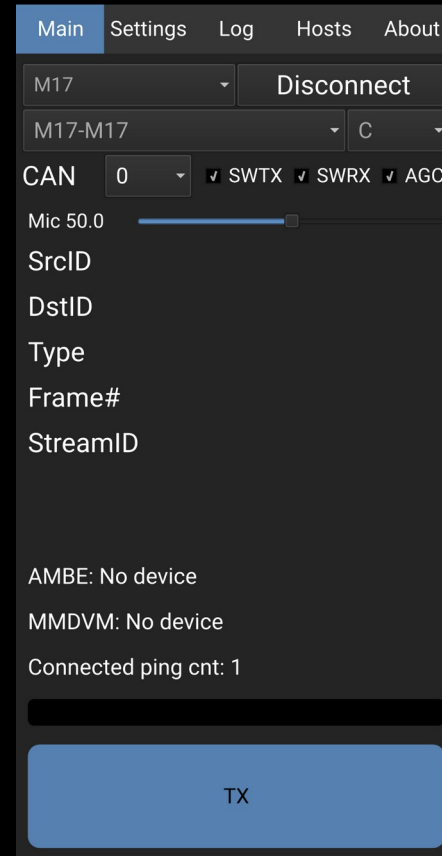 Main Settings Log Hosts About
M17 Disconnect
M17-M17 C
CAN 0 SWTX SWRX AGC
Mic 50.0
SrcID
DstID
Type
Frame#
StreamID
AMBE: No device
MMDVM: No device
Connected ping cnt: 1
TX